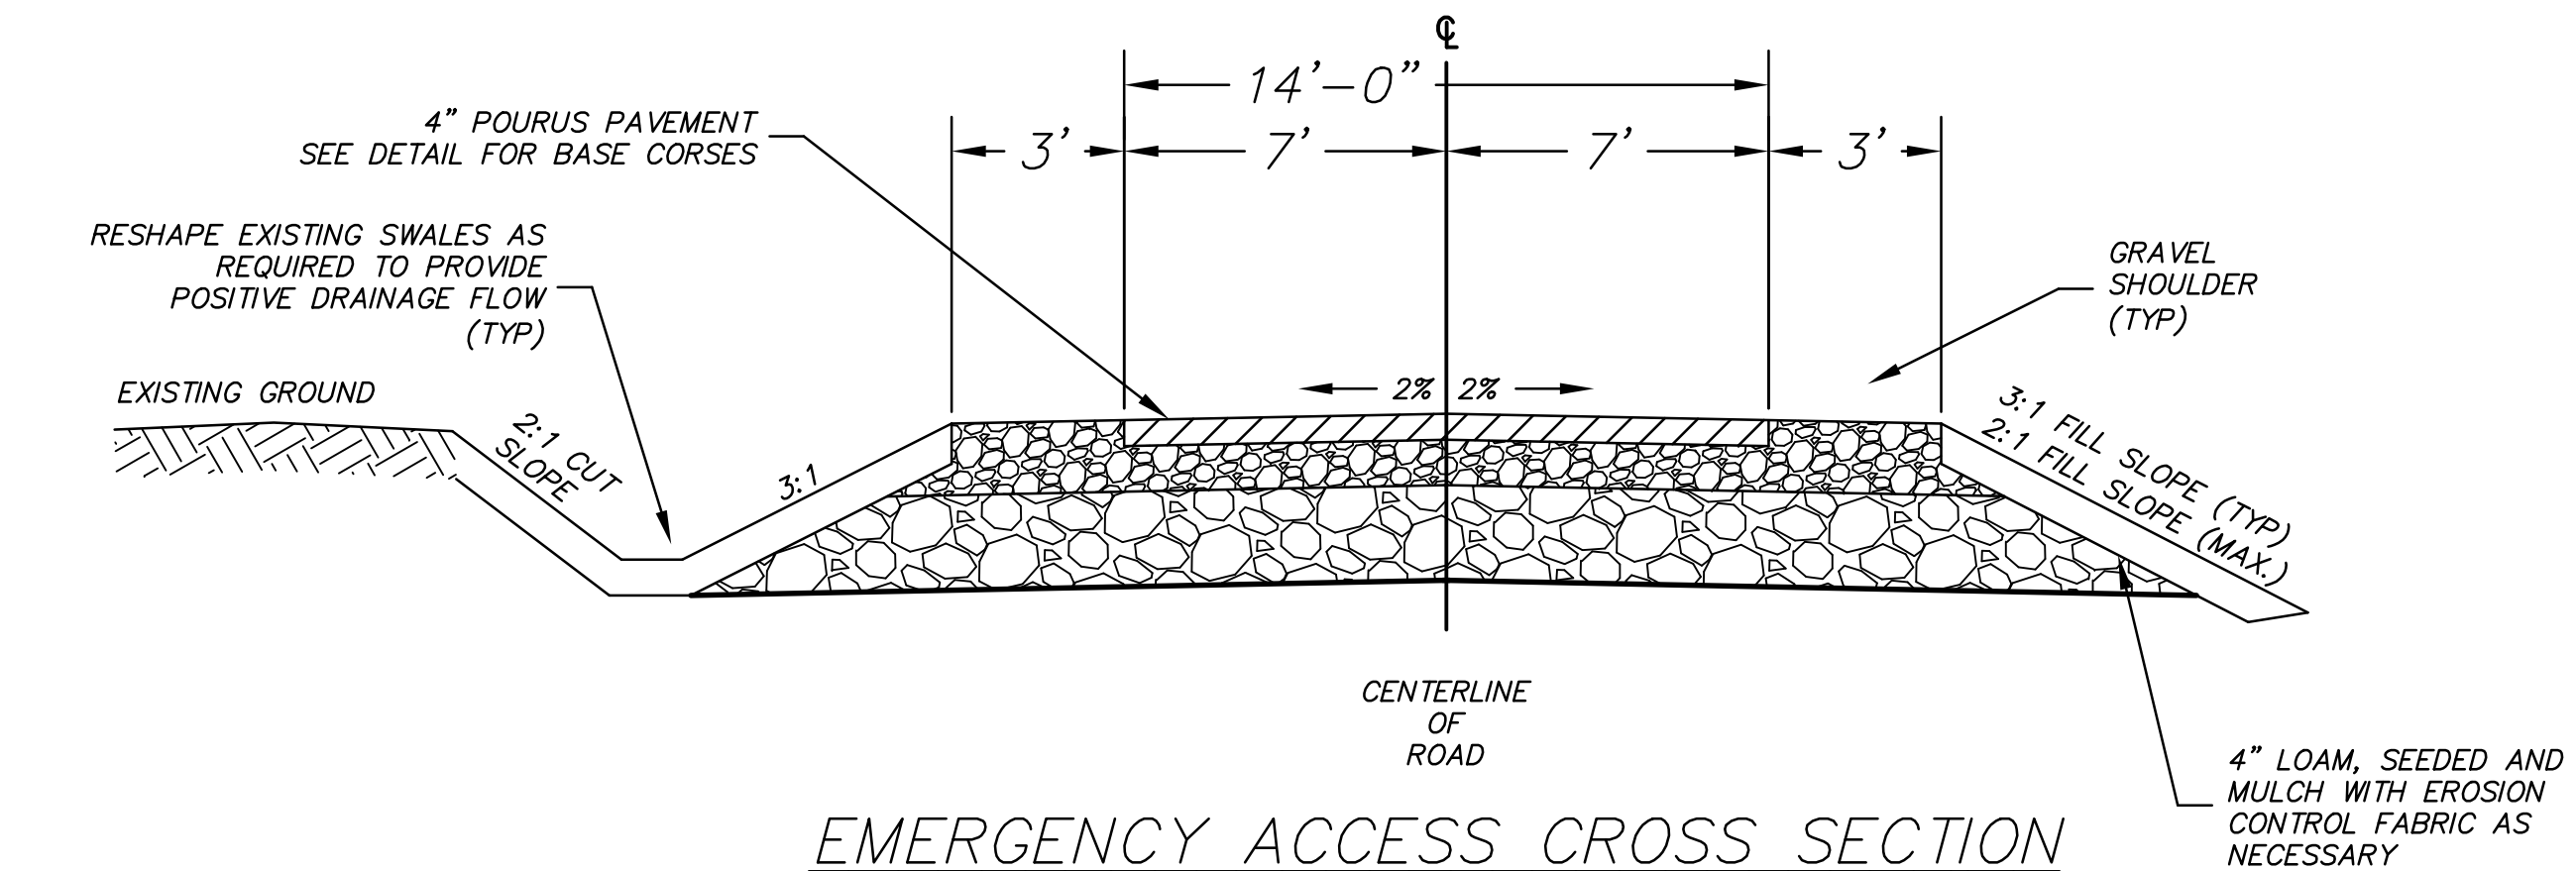 ℄
14'-0"
3'
7'
7'
3'
4" POURUS PAVEMENT
SEE DETAIL FOR BASE CORSES
RESHAPE EXISTING SWALES AS
REQUIRED TO PROVIDE
POSITIVE DRAINAGE FLOW
(TYP)
GRAVEL
SHOULDER
(TYP)
EXISTING GROUND
2:1 CUT
SLOPE
3:1
2%
2%
3:1 FILL SLOPE (TYP)
2:1 FILL SLOPE (MAX.)
CENTERLINE
OF
ROAD
4" LOAM, SEEDED AND
MULCH WITH EROSION
CONTROL FABRIC AS
NECESSARY
EMERGENCY ACCESS CROSS SECTION